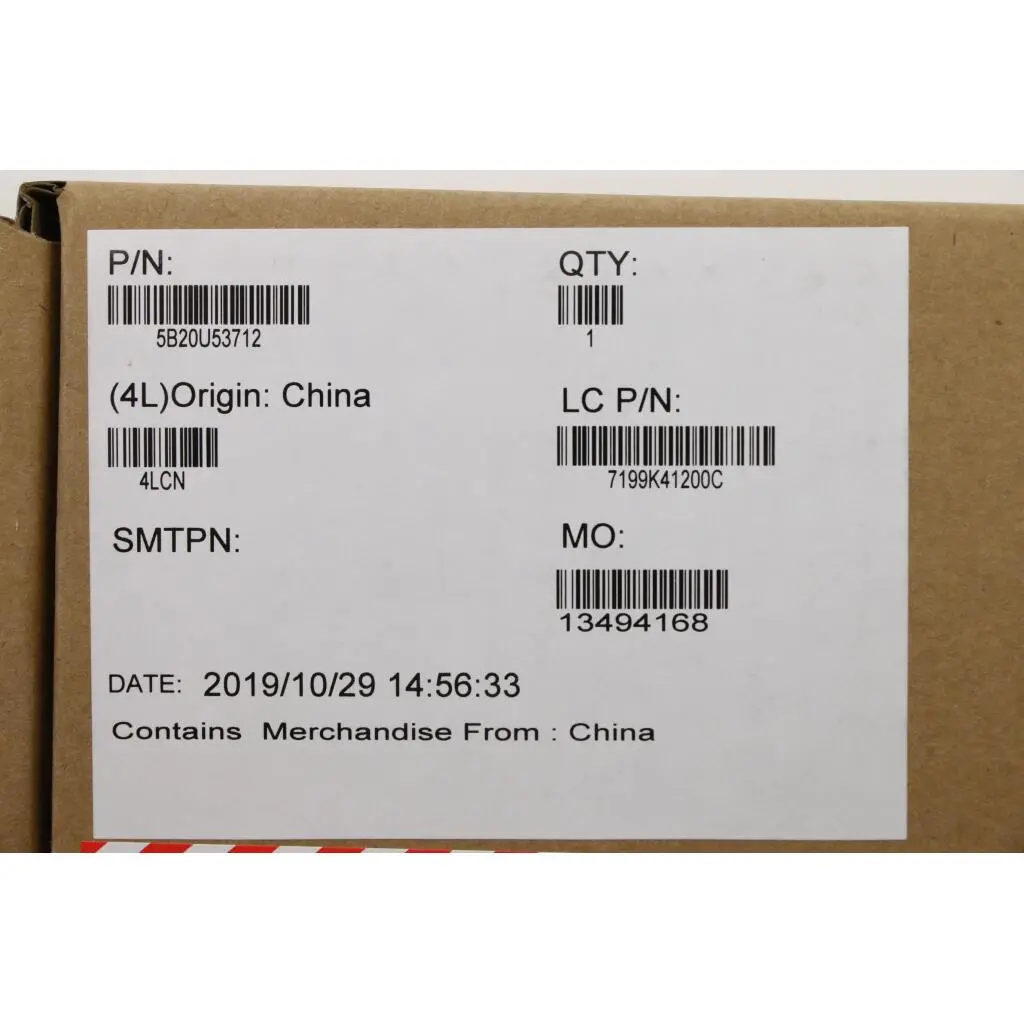 P/N:
QTY:
5B20U53712
1
(4L)Origin: China
LC P/N:
4LCN
7199K41200C
SMTPN:
MO:
13494168
DATE: 2019/10/29 14:56:33
Contains Merchandise From : China